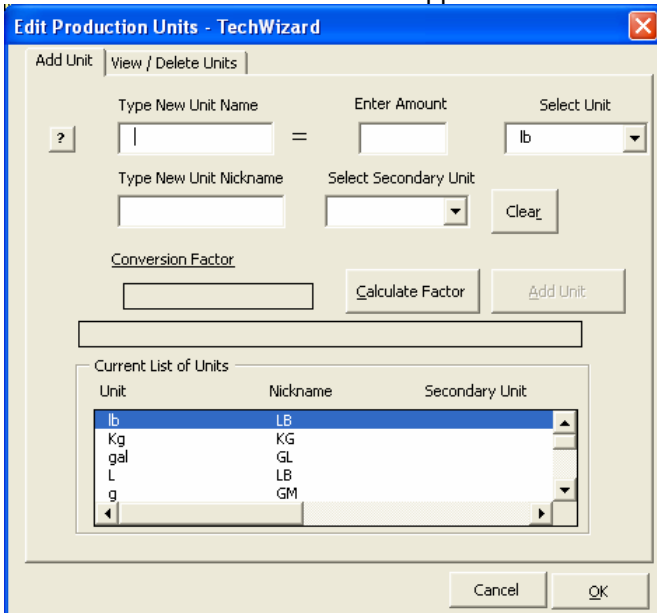 Edit Production Units - TechWizard
Add Unit View / Delete Units
Type New Unit Name Enter Amount Select Unit
? = lb
Type New Unit Nickname Select Secondary Unit
Clear
Conversion Factor
Calculate Factor Add Unit
Current List of Units
Unit Nickname Secondary Unit
lb LB
Kg KG
gal GL
L LB
g GM
Cancel OK